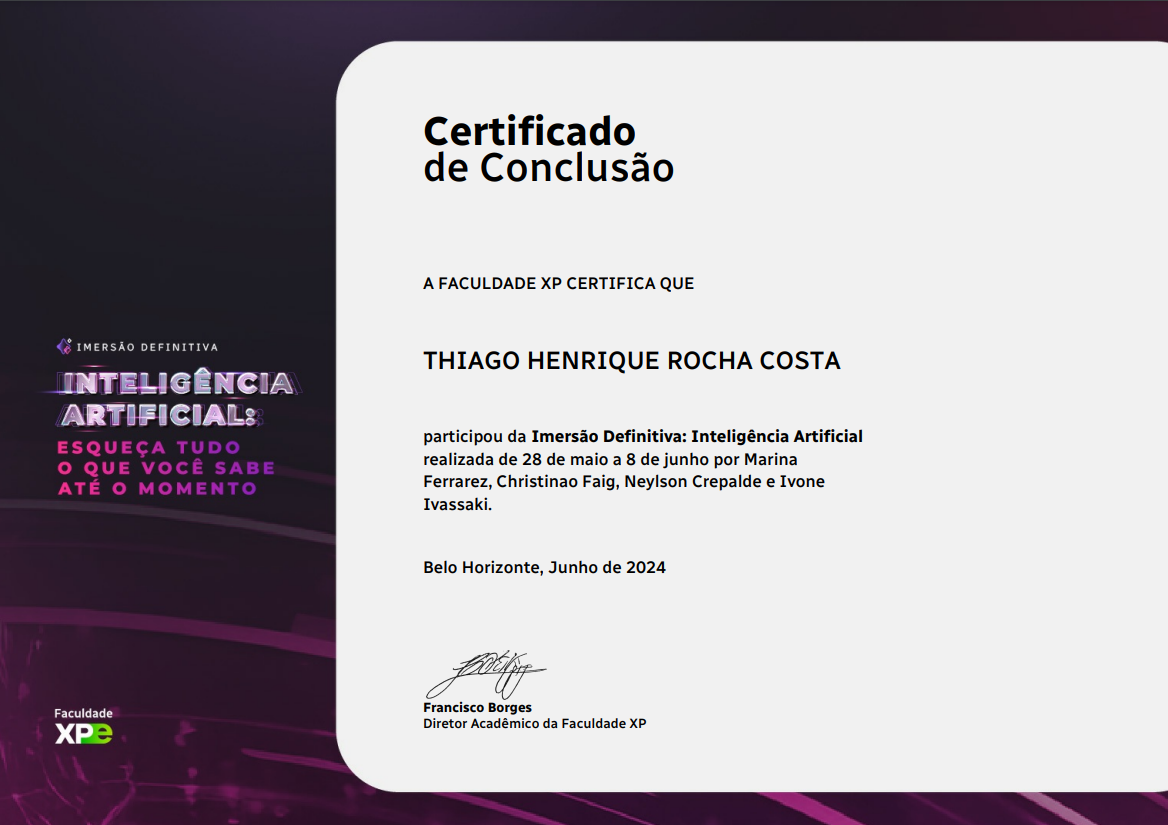 Certificado
de Conclusão
A FACULDADE XP CERTIFICA QUE
THIAGO HENRIQUE ROCHA COSTA
participou da Imersão Definitiva: Inteligência Artificial
realizada de 28 de maio a 8 de junho por Marina
Ferrarez, Christinao Faig, Neylson Crepalde e Ivone
Ivassaki.
Belo Horizonte, Junho de 2024
Francisco Borges
Diretor Acadêmico da Faculdade XP
IMERSÃO DEFINITIVA
INTELIGÊNCIA
ARTIFICIAL:
ESQUEÇA TUDO
O QUE VOCÊ SABE
ATÉ O MOMENTO
Faculdade
XPe